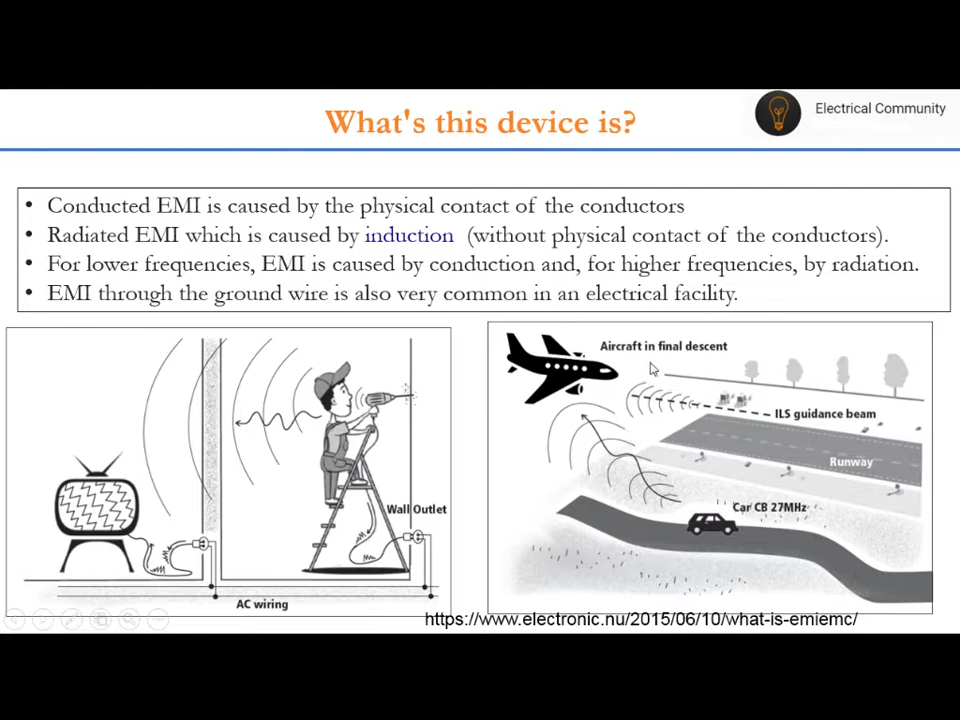 What's this device is?
Electrical Community
• Conducted EMI is caused by the physical contact of the conductors
• Radiated EMI which is caused by induction (without physical contact of the conductors).
• For lower frequencies, EMI is caused by conduction and, for higher frequencies, by radiation.
• EMI through the ground wire is also very common in an electrical facility.
Wall Outlet
AC wiring
Aircraft in final descent
ILS guidance beam
Runway
Car CB 27MHz
https://www.electronic.nu/2015/06/10/what-is-emiemc/